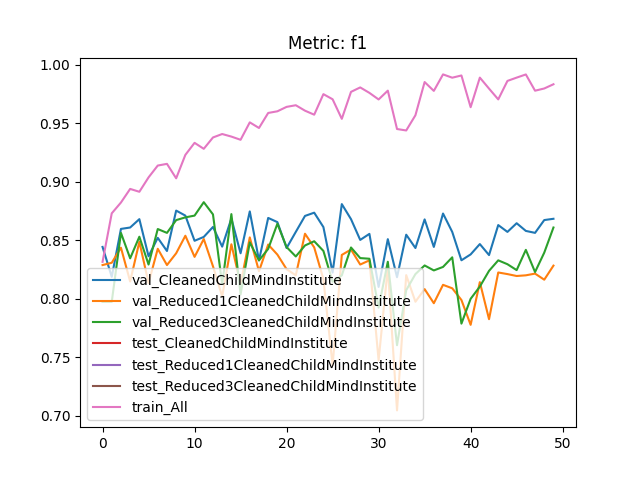 Metric: f1
1.00
0.95
0.90
0.85
0.80
0.75
0.70
val_CleanedChildMindInstitute
val_Reduced1CleanedChildMindInstitute
val_Reduced3CleanedChildMindInstitute
test_CleanedChildMindInstitute
test_Reduced1CleanedChildMindInstitute
test_Reduced3CleanedChildMindInstitute
train_All
0 10 20 30 40 50